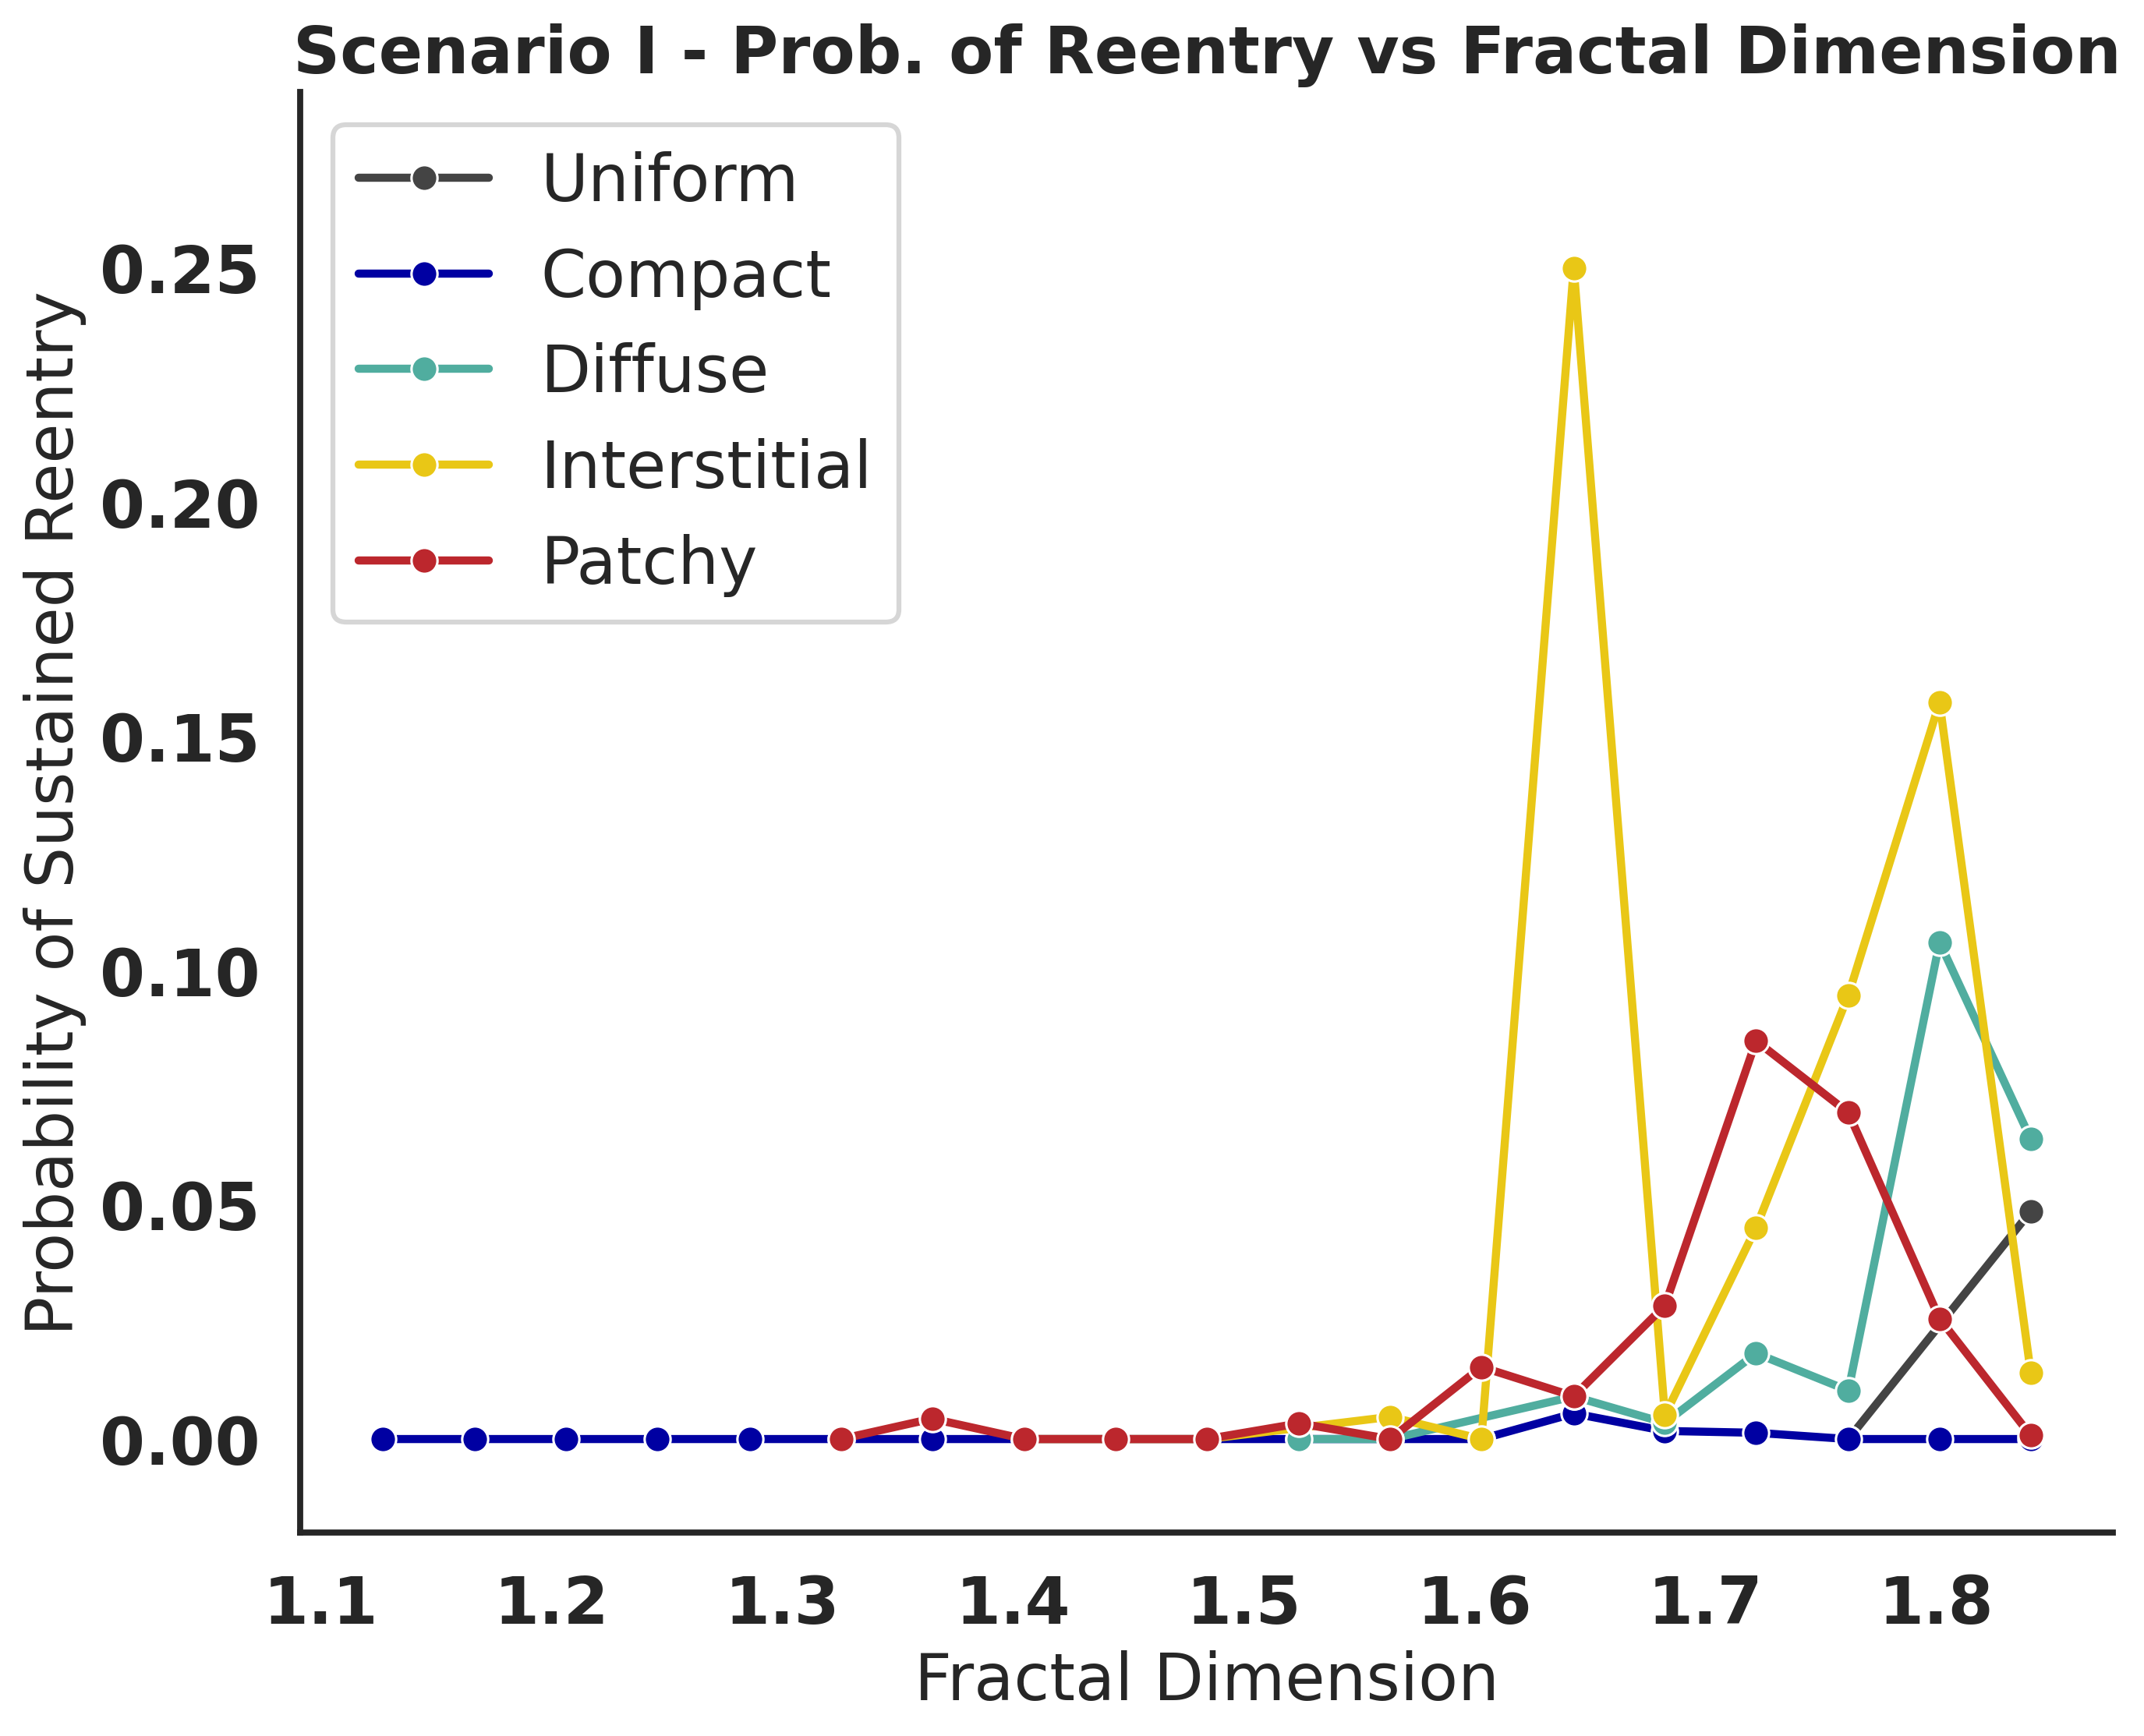 Scenario I - Prob. of Reentry vs Fractal Dimension
Uniform
Compact
Diffuse
Interstitial
Patchy
Probability of Sustained Reentry
0.25
0.20
0.15
0.10
0.05
0.00
1.1 1.2 1.3 1.4 1.5 1.6 1.7 1.8
Fractal Dimension